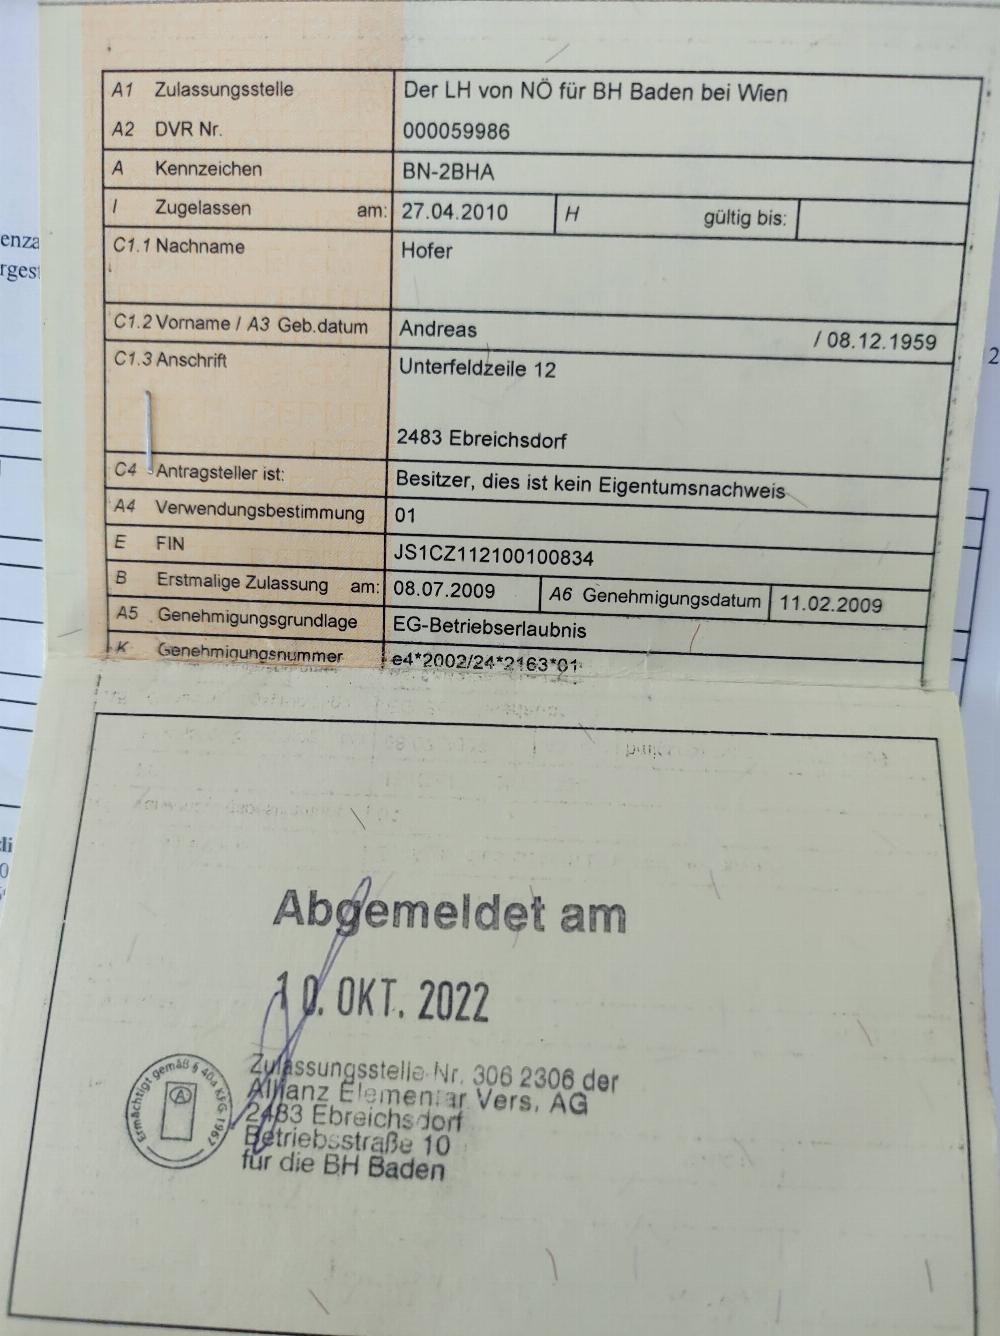 A1 Zulassungsstelle Der LH von NÖ für BH Baden bei Wien
A2 DVR Nr. 000059986
A Kennzeichen BN-2BHA
I Zugelassen am: 27.04.2010 H gültig bis:
C1.1 Nachname Hofer
C1.2 Vorname / A3 Geb.datum Andreas / 08.12.1959
C1.3 Anschrift Unterfeldzeile 12
2483 Ebreichsdorf
C4 Antragsteller ist: Besitzer, dies ist kein Eigentumsnachweis
A4 Verwendungsbestimmung 01
E FIN JS1CZ112100100834
B Erstmalige Zulassung am: 08.07.2009 A6 Genehmigungsdatum 11.02.2009
A5 Genehmigungsgrundlage EG-Betriebserlaubnis
K Genehmigungsnummer e4*2002/24*2163*01
Abgemeldet am
10. OKT. 2022
Zulassungsstelle Nr. 306 2306 der
Allianz Elementar Vers. AG
2483 Ebreichsdorf
Betriebsstraße 10
für die BH Baden
Ermächtigt gemäß § 40a KFG 1967
A